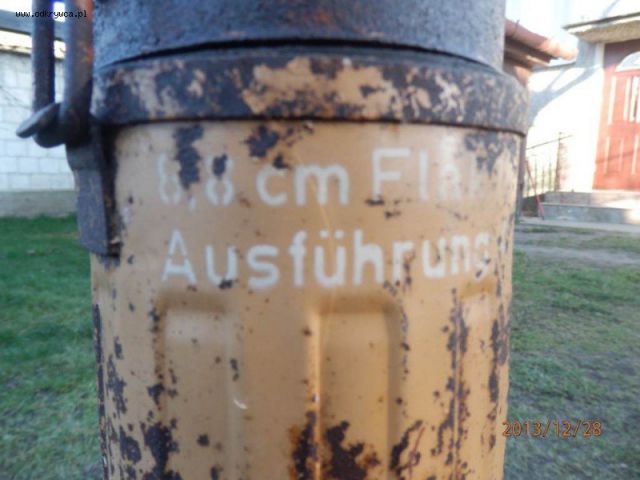 www.odkrywca.pl
8,8 cm Flak
Ausführung
2013/12/28